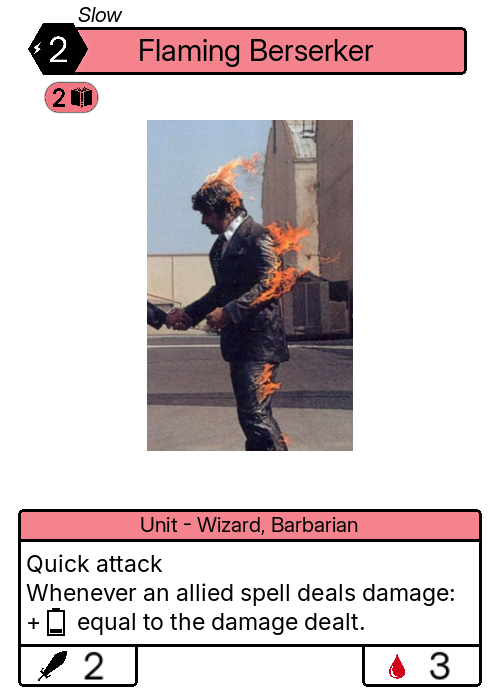 Slow
2 Flaming Berserker
2
Unit - Wizard, Barbarian
Quick attack
Whenever an allied spell deals damage:
+ equal to the damage dealt.
2 3